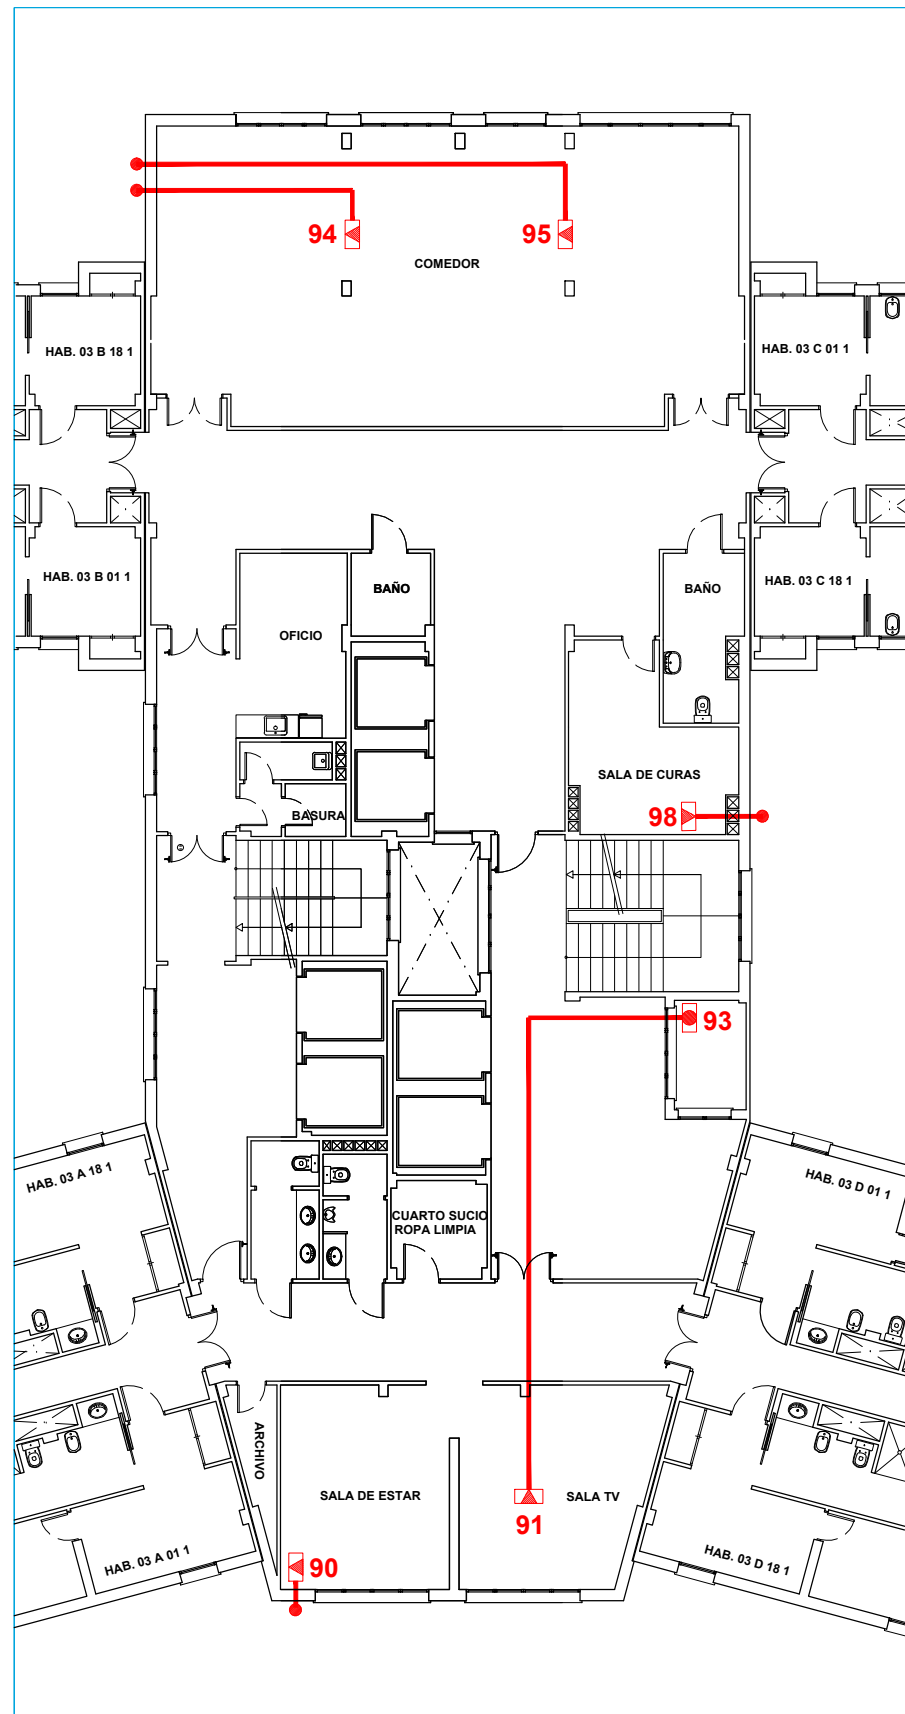 94
95
COMEDOR
HAB. 03 B 18 1
HAB. 03 C 01 1
HAB. 03 B 01 1
BAÑO
HAB. 03 C 18 1
BAÑO
OFICIO
SALA DE CURAS
BASURA
98
93
HAB. 03 A 18 1
HAB. 03 D 01 1
CUARTO SUCIO
ROPA LIMPIA
ARCHIVO
SALA DE ESTAR
SALA TV
91
HAB. 03 A 01 1
90
HAB. 03 D 18 1